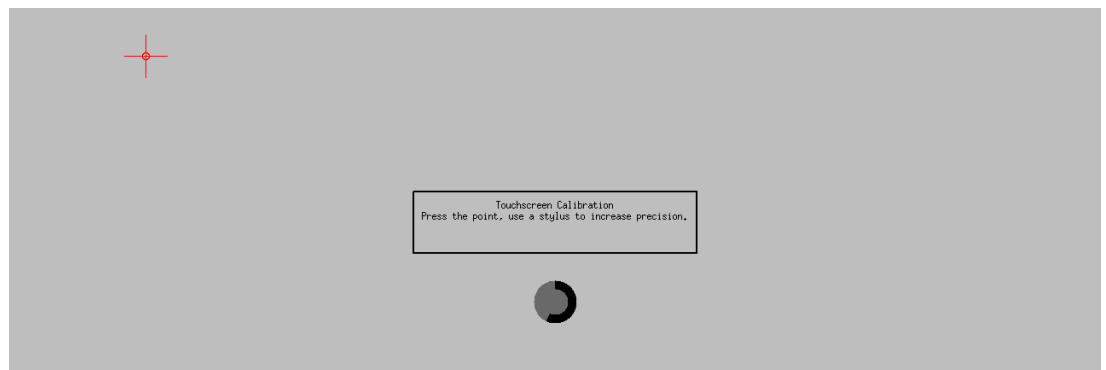 Touchscreen Calibration
Press the point, use a stylus to increase precision.